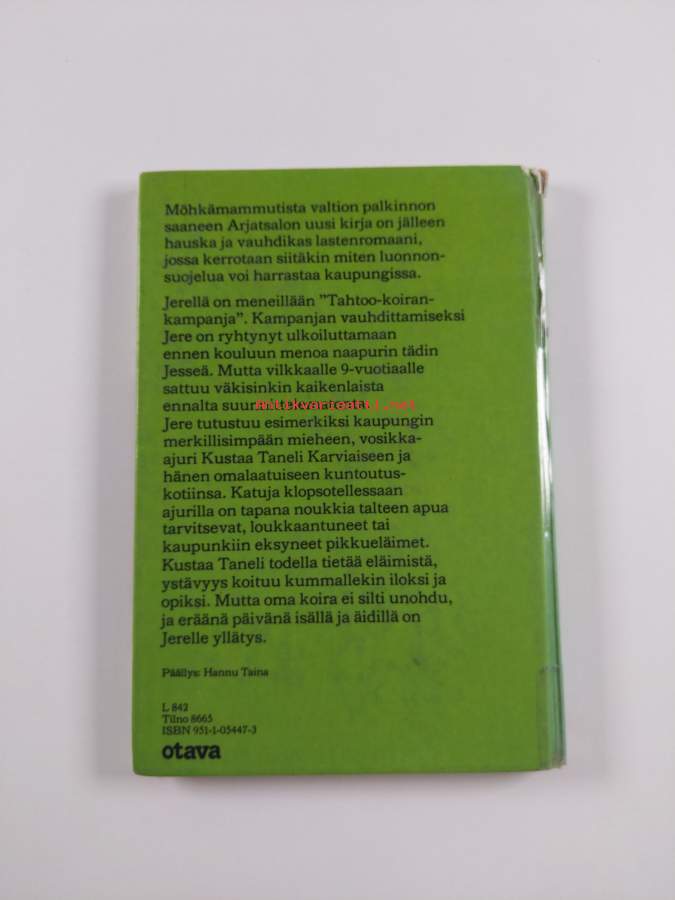 Möhkämammutista valtion palkinnon
saaneen Arjatsalon uusi kirja on jälleen
hauska ja vauhdikas lastenromaani,
jossa kerrotaan siitäkin miten luonnon-
suojelua voi harrastaa kaupungissa.
Jerellä on meneillään "Tahtoo-koiran-
kampanja". Kampanjan vauhdittamiseksi
Jere on ryhtynyt ulkoiluttamaan
ennen kouluun menoa naapurin tädin
Jesseä. Mutta vilkkaalle 9-vuotiaalle
sattuu väkisinkin kaikenlaista
ennalta suunnittelematonta.
antikvariaatti.net
Jere tutustuu esimerkiksi kaupungin
merkillisimpään mieheen, vosikka-
ajuri Kustaa Taneli Karviaiseen ja
hänen omalaatuiseen kuntoutus-
kotiinsa. Katuja klopsotellessaan
ajurilla on tapana noukkia talteen apua
tarvitsevat, loukkaantuneet tai
kaupunkiin eksyneet pikkueläimet.
Kustaa Taneli todella tietää eläimistä,
ystävyys koituu kummallekin iloksi ja
opiksi. Mutta oma koira ei silti unohdu,
ja eräänä päivänä isällä ja äidillä on
Jerelle yllätys.
Päällys: Hannu Taina
L 842
Tilno 8665
ISBN 951-1-05447-3
otava